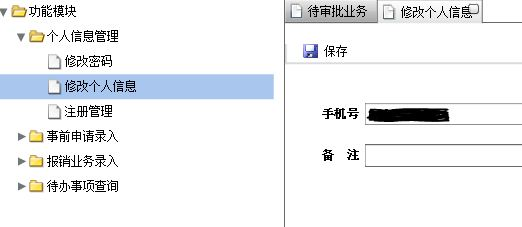 功能模块
个人信息管理
修改密码
修改个人信息
注册管理
事前申请录入
报销业务录入
待办事项查询
待审批业务
修改个人信息
保存
手机号
备 注